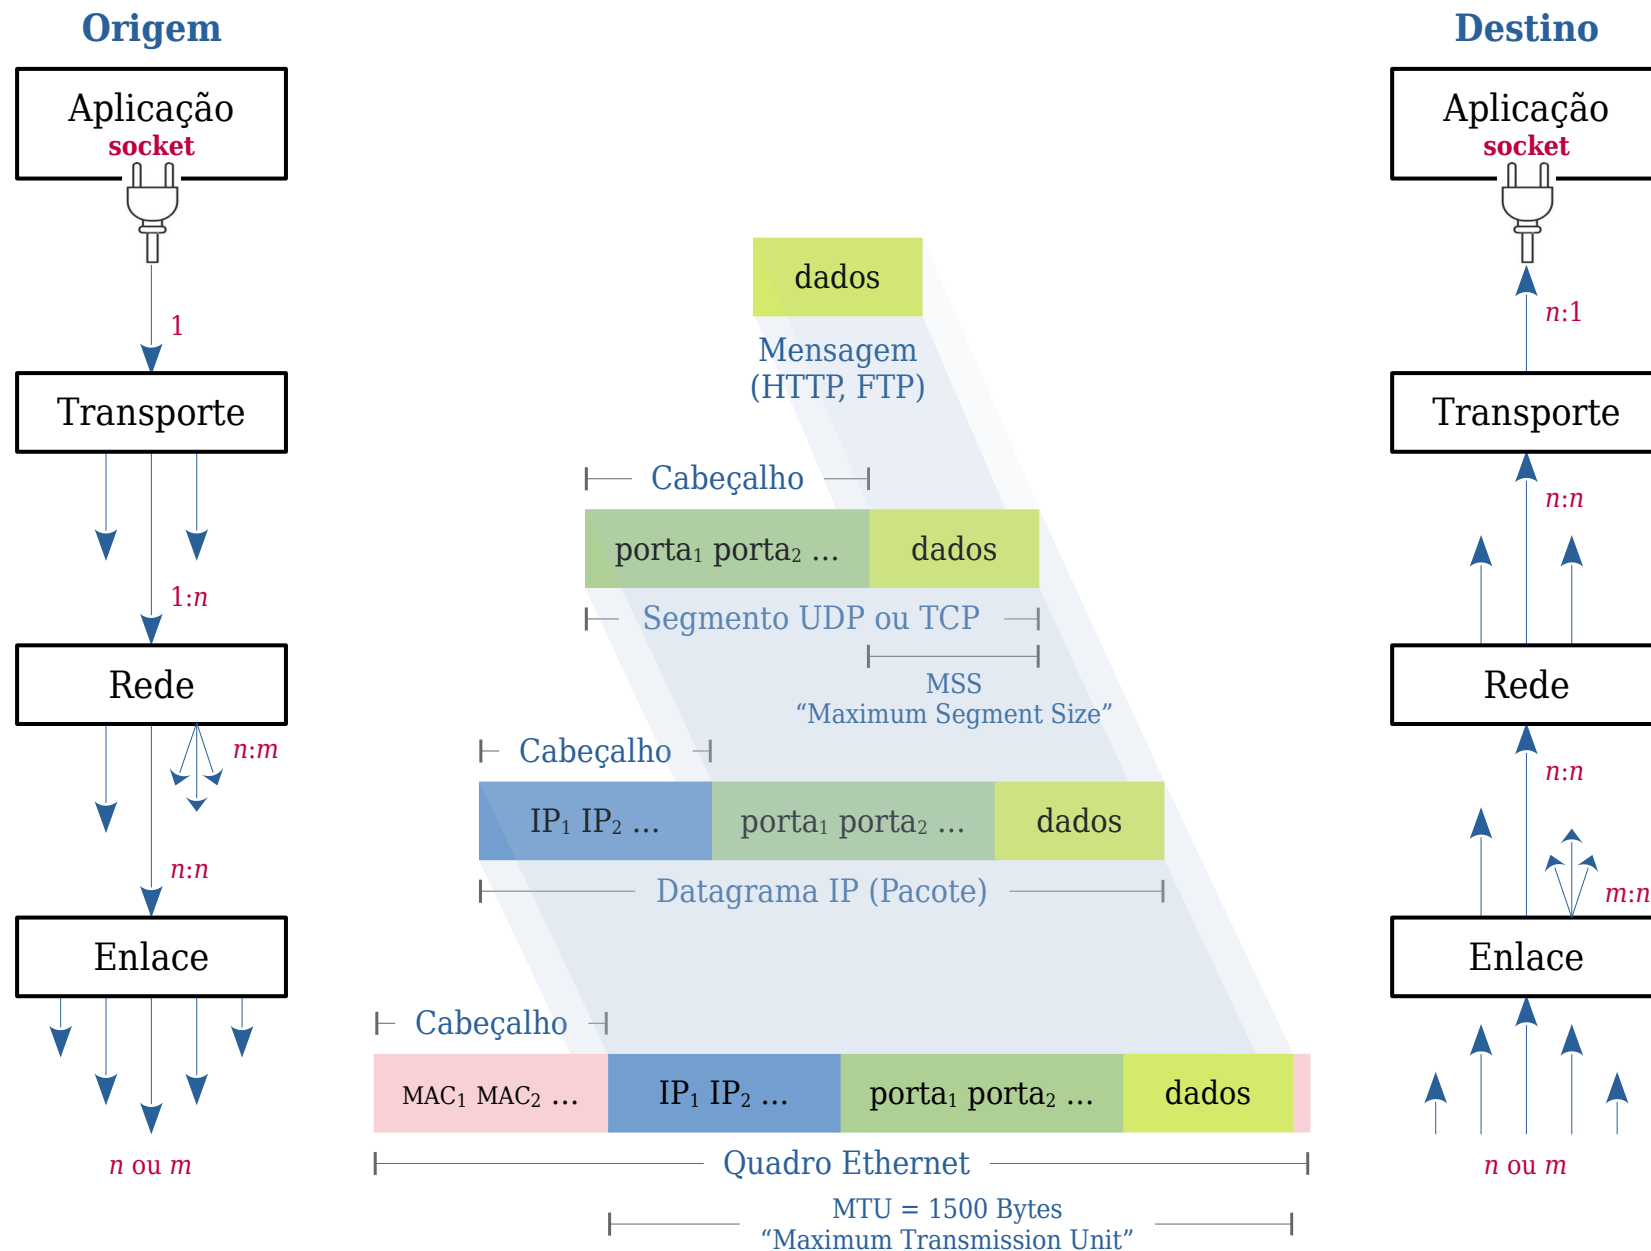 Origem
Destino
Aplicação
socket
Aplicação
socket
dados
1
n:1
Mensagem
(HTTP, FTP)
Transporte
Transporte
Cabeçalho
n:n
porta₁ porta₂ ...
dados
1:n
Segmento UDP ou TCP
Rede
MSS
“Maximum Segment Size”
Rede
n:m
Cabeçalho
n:n
IP₁ IP₂ ...
porta₁ porta₂ ...
dados
n:n
Datagrama IP (Pacote)
m:n
Enlace
Enlace
Cabeçalho
MAC₁ MAC₂ ...
IP₁ IP₂ ...
porta₁ porta₂ ...
dados
n ou m
Quadro Ethernet
n ou m
MTU = 1500 Bytes
“Maximum Transmission Unit”